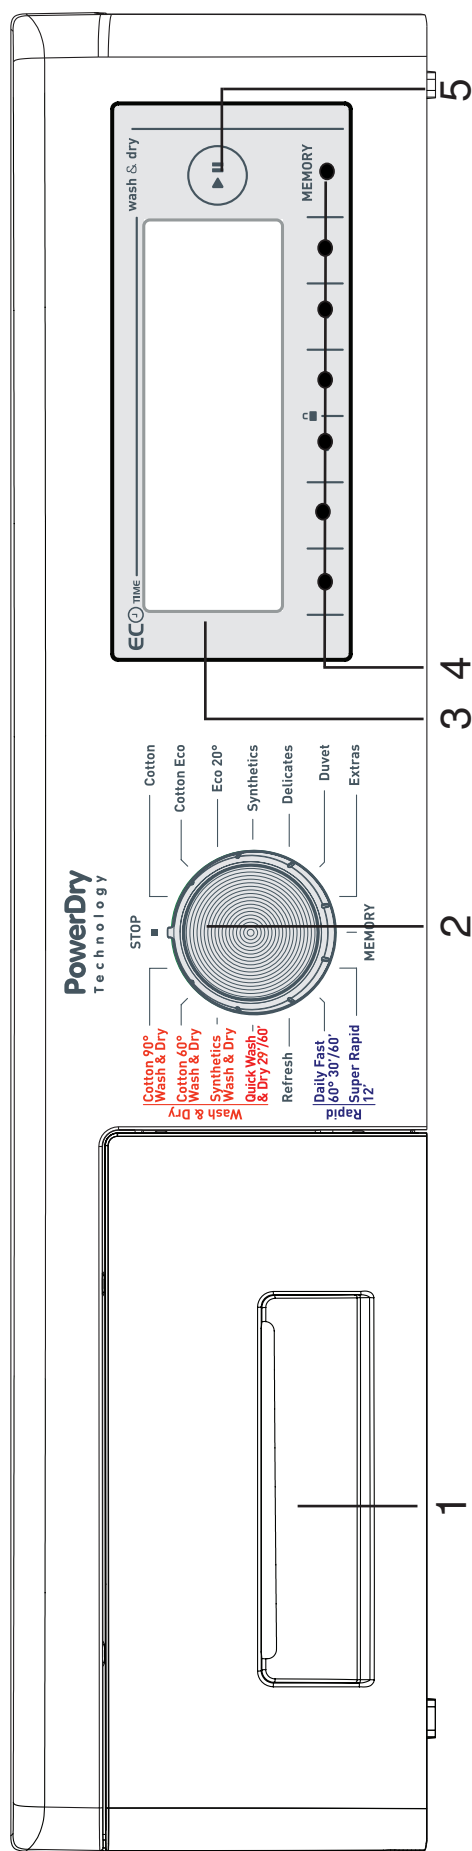 PowerDry
Technology
STOP
Cotton 90°
Wash & Dry
Cotton 60°
Wash & Dry
Synthetics
Wash & Dry
Quick Wash
& Dry 29'/60'
Wash & Dry
Refresh
Daily Fast
60° 30'/60'
Super Rapid
12'
Rapid
MEMORY
Cotton
Cotton Eco
Eco 20°
Synthetics
Delicates
Duvet
Extras
ECO TIME
wash & dry
MEMORY
1
2
3
4
5